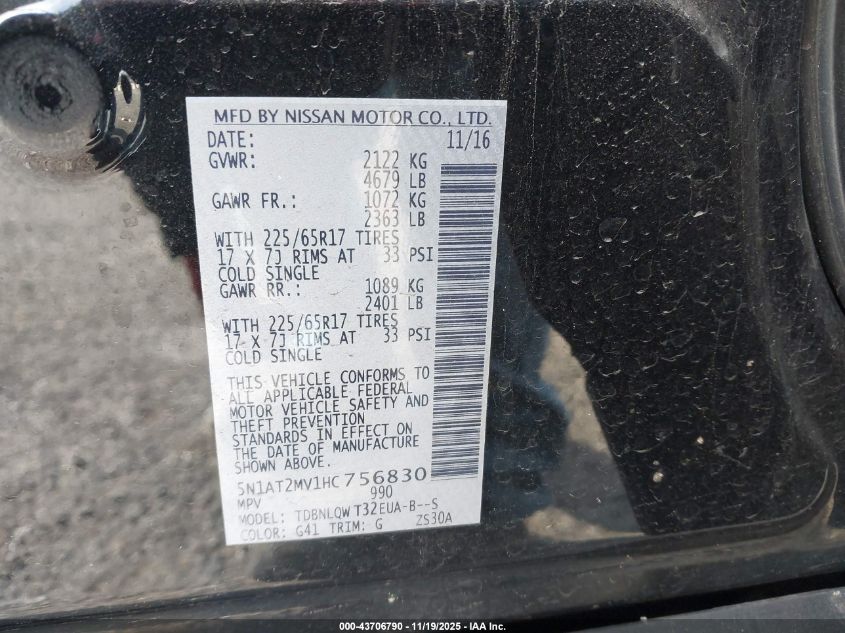 MFD BY NISSAN MOTOR CO., LTD.
DATE: 11/16
GVWR: 2122 KG
4679 LB
GAWR FR.: 1072 KG
2363 LB
WITH 225/65R17 TIRES
17 X 7J RIMS AT 33 PSI
COLD SINGLE
GAWR RR.: 1089 KG
2401 LB
WITH 225/65R17 TIRES
17 X 7J RIMS AT 33 PSI
COLD SINGLE
THIS VEHICLE CONFORMS TO
ALL APPLICABLE FEDERAL
MOTOR VEHICLE SAFETY AND
THEFT PREVENTION
STANDARDS IN EFFECT ON
THE DATE OF MANUFACTURE
SHOWN ABOVE.
5N1AT2MV1HC756830
MPV 990
MODEL: TDBNLQWT32EUA-B--S
COLOR: G41 TRIM: G ZS30A
000-43706790 - 11/19/2025 - IAA Inc.